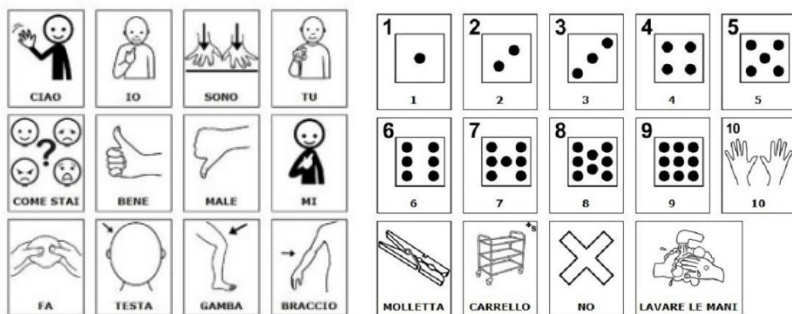 CIAO IO SONO TU
?
COME STAI BENE MALE MI
FA TESTA GAMBA BRACCIO
1 2 3 4 5
1 2 3 4 5
6 7 8 9 10
6 7 8 9 10
+s
MOLLETTA CARRELLO NO LAVARE LE MANI